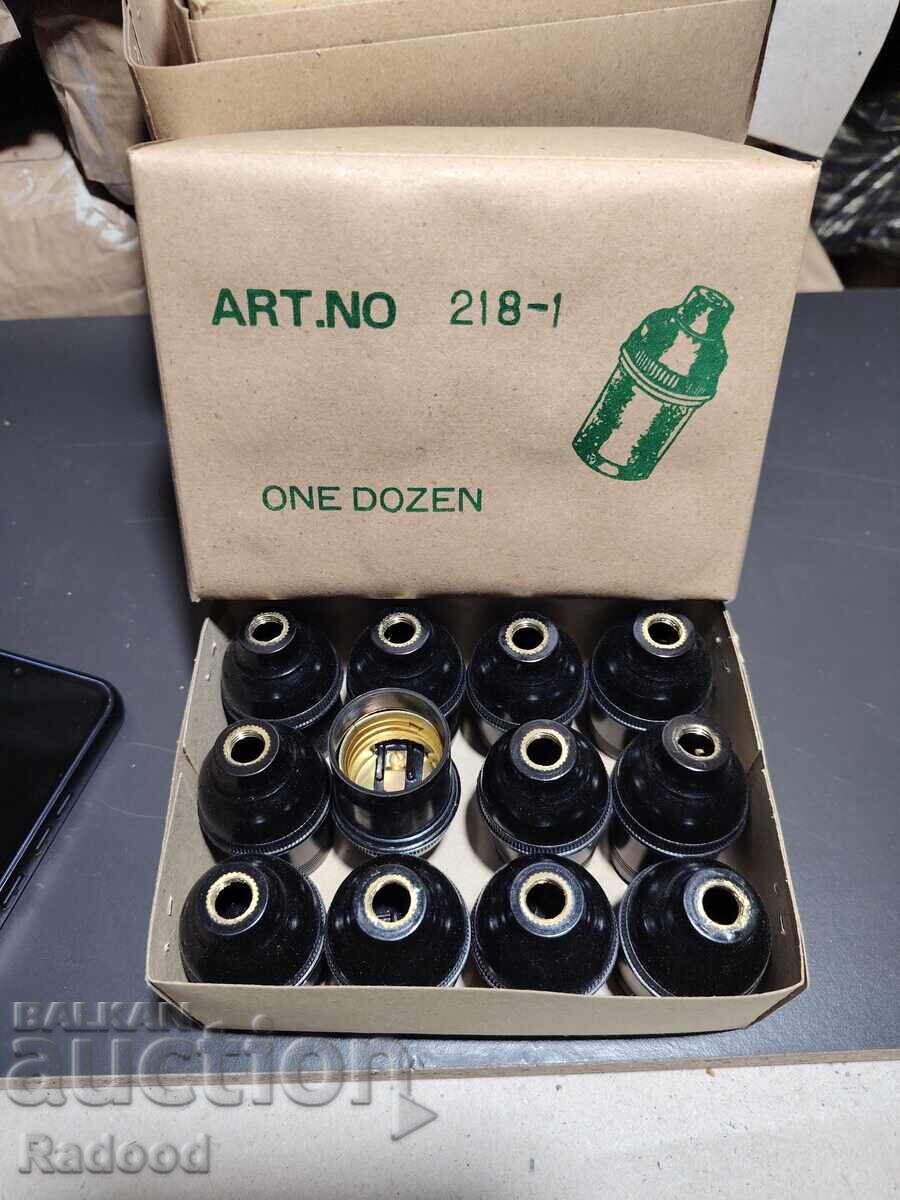 ART.NO 218-1
ONE DOZEN
BALKAN
auction
Radood